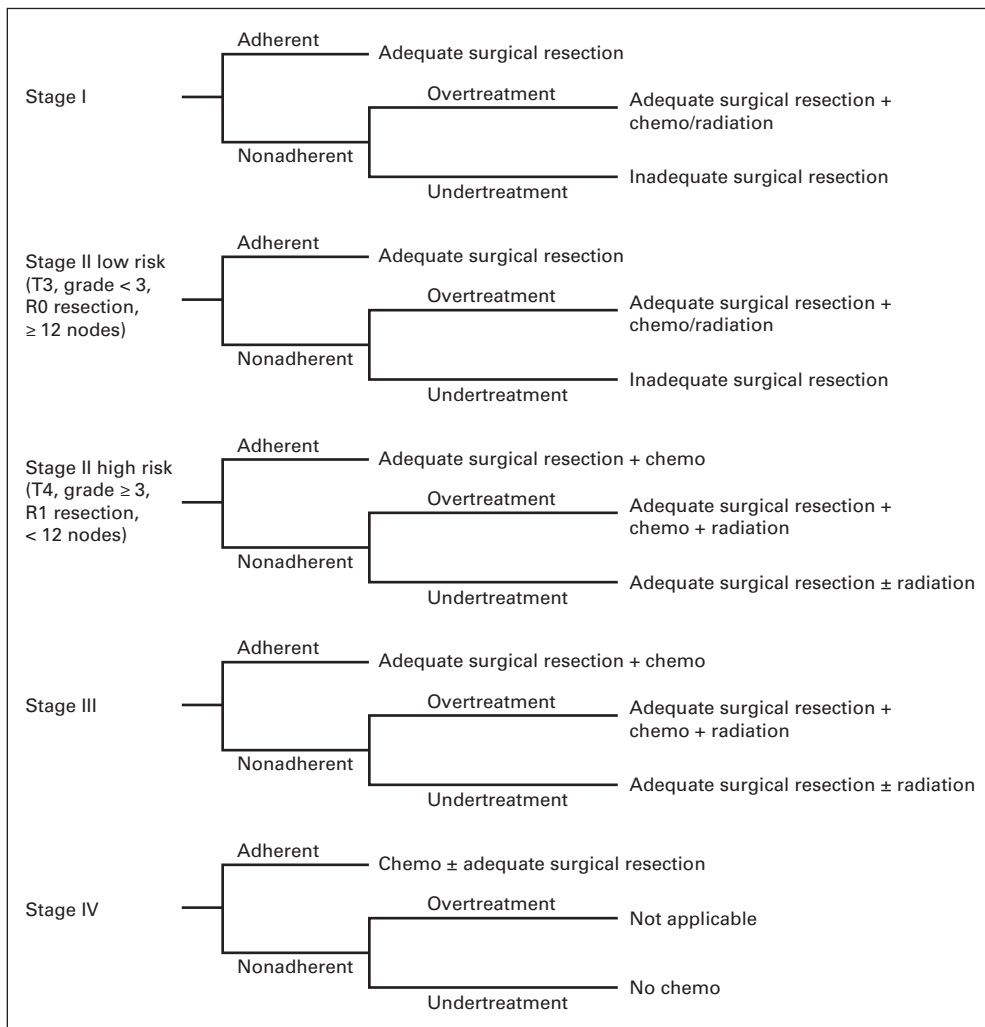 Stage I
Adherent
Adequate surgical resection
Nonadherent
Overtreatment
Adequate surgical resection +
chemo/radiation
Undertreatment
Inadequate surgical resection
Stage II low risk
(T3, grade < 3,
R0 resection,
≥ 12 nodes)
Adherent
Adequate surgical resection
Nonadherent
Overtreatment
Adequate surgical resection +
chemo/radiation
Undertreatment
Inadequate surgical resection
Stage II high risk
(T4, grade ≥ 3,
R1 resection,
< 12 nodes)
Adherent
Adequate surgical resection + chemo
Nonadherent
Overtreatment
Adequate surgical resection +
chemo + radiation
Undertreatment
Adequate surgical resection ± radiation
Stage III
Adherent
Adequate surgical resection + chemo
Nonadherent
Overtreatment
Adequate surgical resection +
chemo + radiation
Undertreatment
Adequate surgical resection ± radiation
Stage IV
Adherent
Chemo ± adequate surgical resection
Nonadherent
Overtreatment
Not applicable
Undertreatment
No chemo